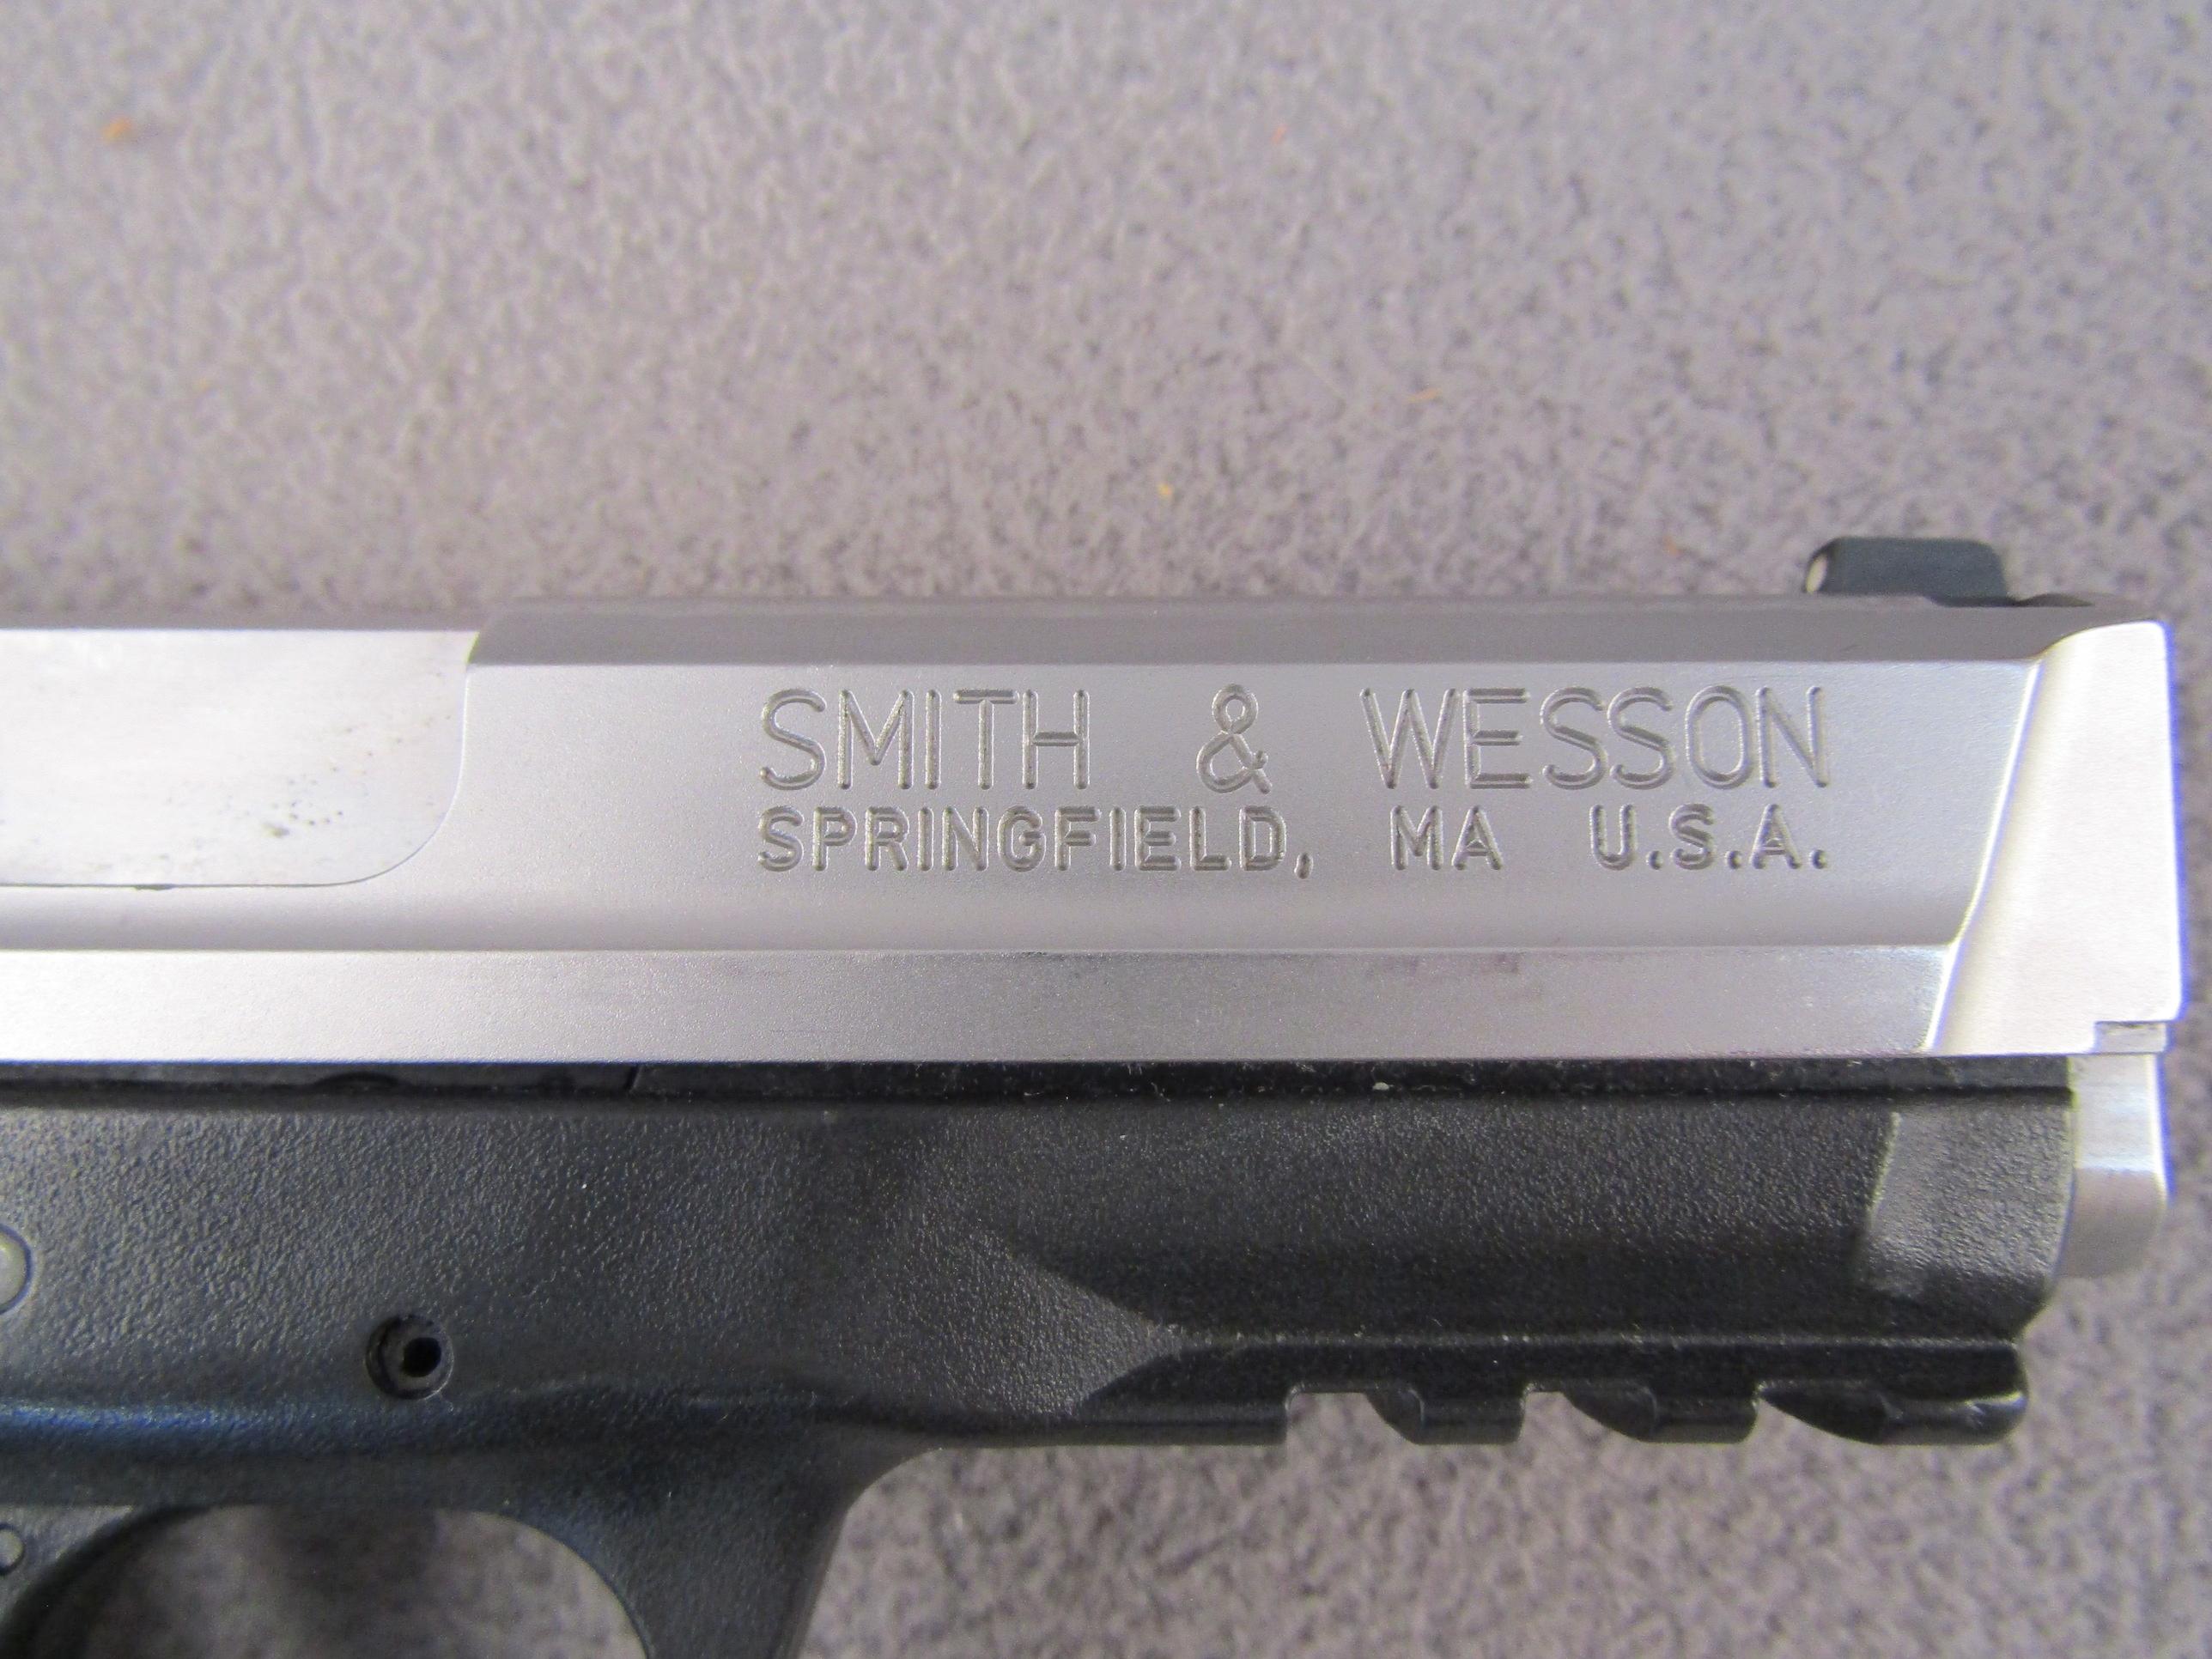 SMITH & WESSON
SPRINGFIELD, MA U.S.A.